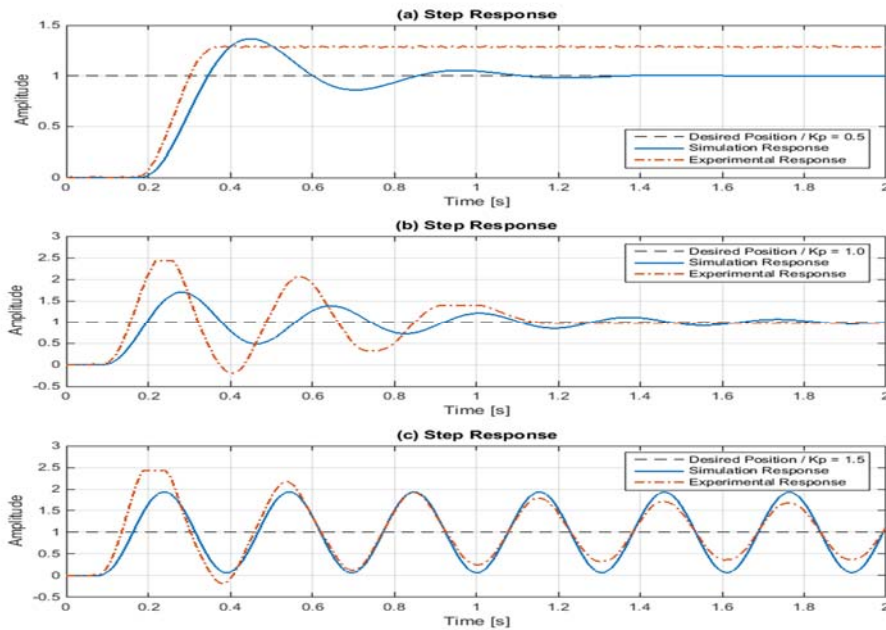 (a) Step Response
Amplitude
1.5
1
0.5
0
Desired Position / Kp = 0.5
Simulation Response
Experimental Response
0 0.2 0.4 0.6 0.8 1 1.2 1.4 1.6 1.8 2
Time [s]
(b) Step Response
Amplitude
3
2.5
2
1.5
1
0.5
0
-0.5
Desired Position / Kp = 1.0
Simulation Response
Experimental Response
0 0.2 0.4 0.6 0.8 1 1.2 1.4 1.6 1.8 2
Time [s]
(c) Step Response
Amplitude
3
2.5
2
1.5
1
0.5
0
-0.5
Desired Position / Kp = 1.5
Simulation Response
Experimental Response
0 0.2 0.4 0.6 0.8 1 1.2 1.4 1.6 1.8 2
Time [s]